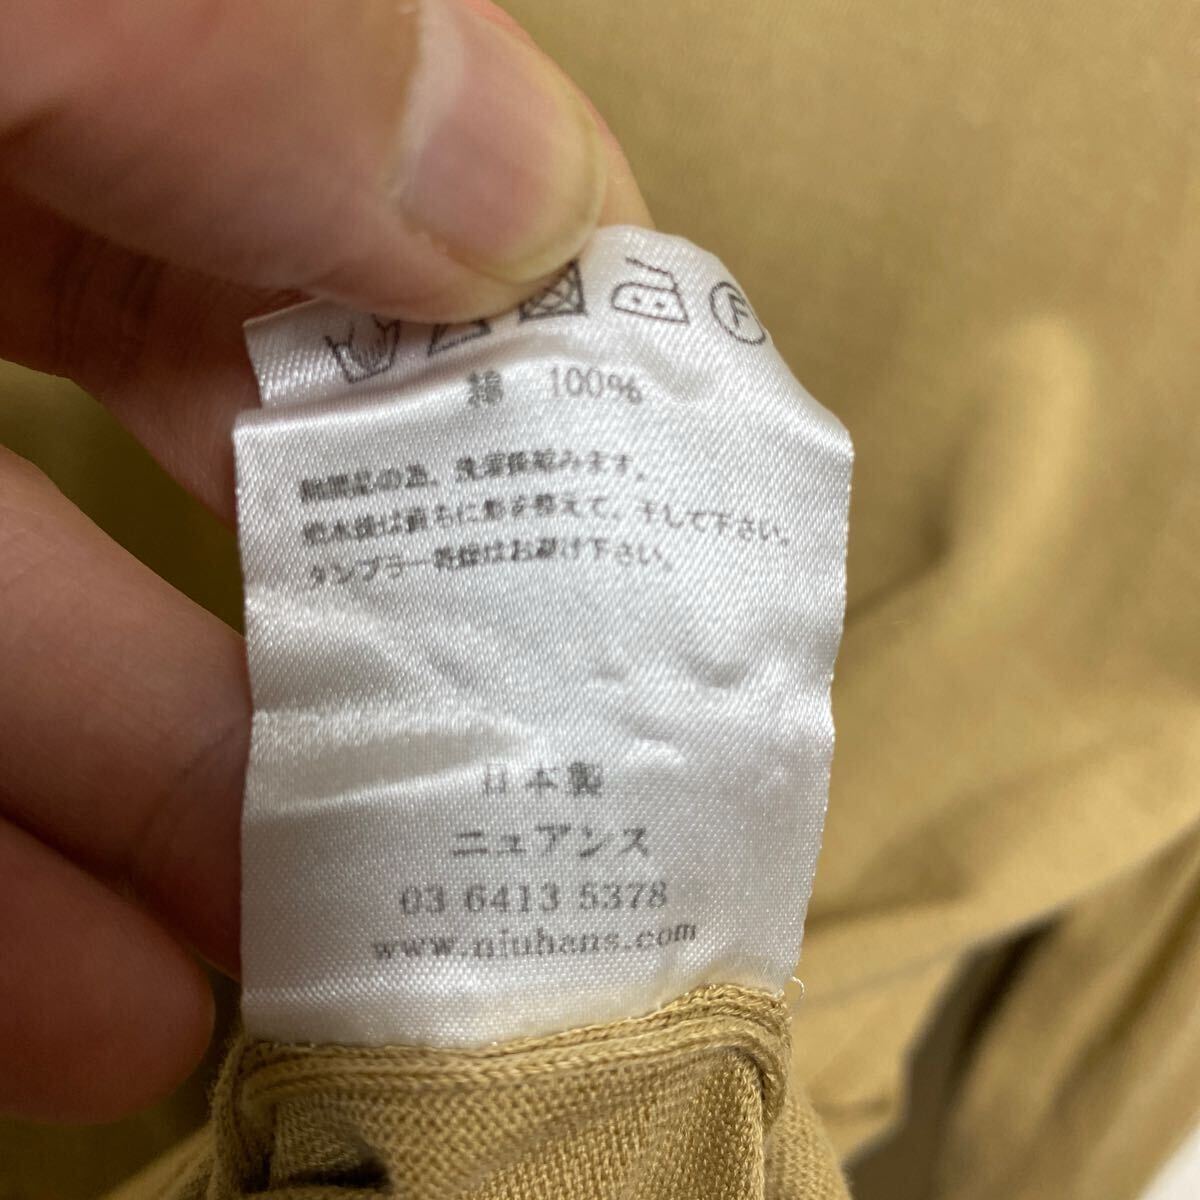 F
綿 100%
綿製品の為、洗濯後縮みます。
脱水後は直ちに形を整えて、干して下さい。
タンブラー乾燥はお避け下さい。
日本製
ニュアンス
03 6413 5378
www.niuhans.com